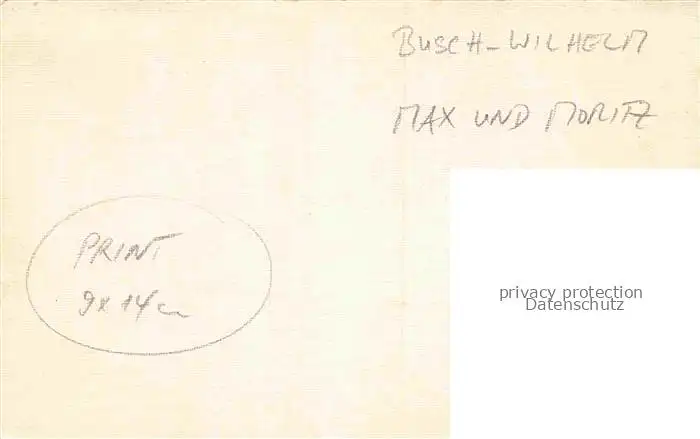 BUSCH-WILHELM
MAX UND MORITZ
PRINT
9x14cm
privacy protection
Datenschutz